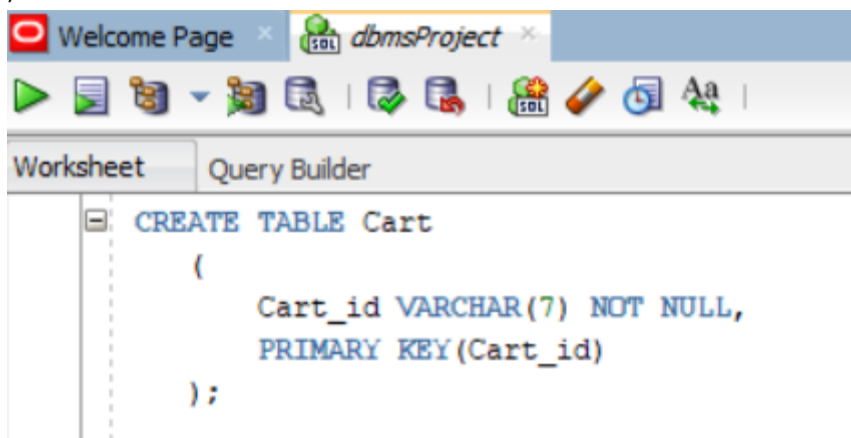 Welcome Page dbmsProject
Worksheet Query Builder
CREATE TABLE Cart
(
Cart_id VARCHAR(7) NOT NULL,
PRIMARY KEY(Cart_id)
);